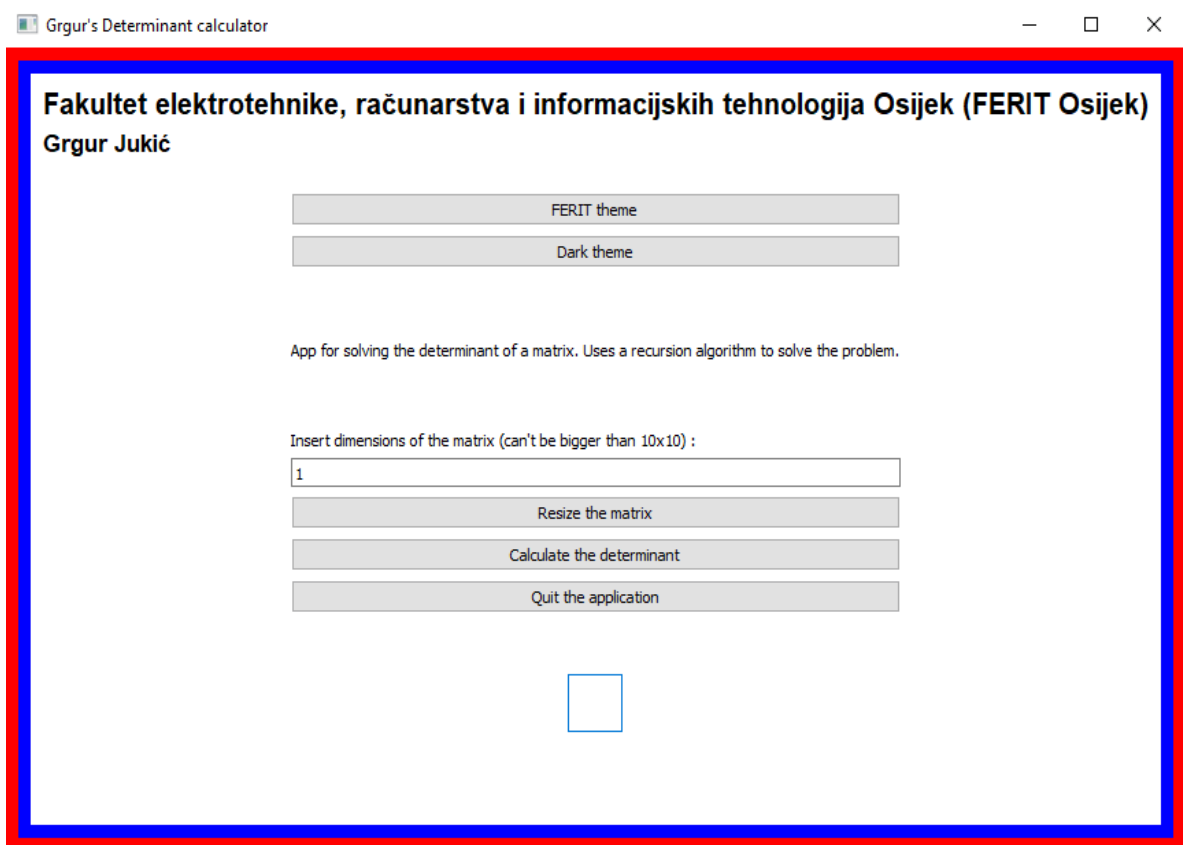 Grgur's Determinant calculator
Fakultet elektrotehnike, računarstva i informacijskih tehnologija Osijek (FERIT Osijek)
Grgur Jukić
FERIT theme
Dark theme
App for solving the determinant of a matrix. Uses a recursion algorithm to solve the problem.
Insert dimensions of the matrix (can't be bigger than 10x10) :
1
Resize the matrix
Calculate the determinant
Quit the application